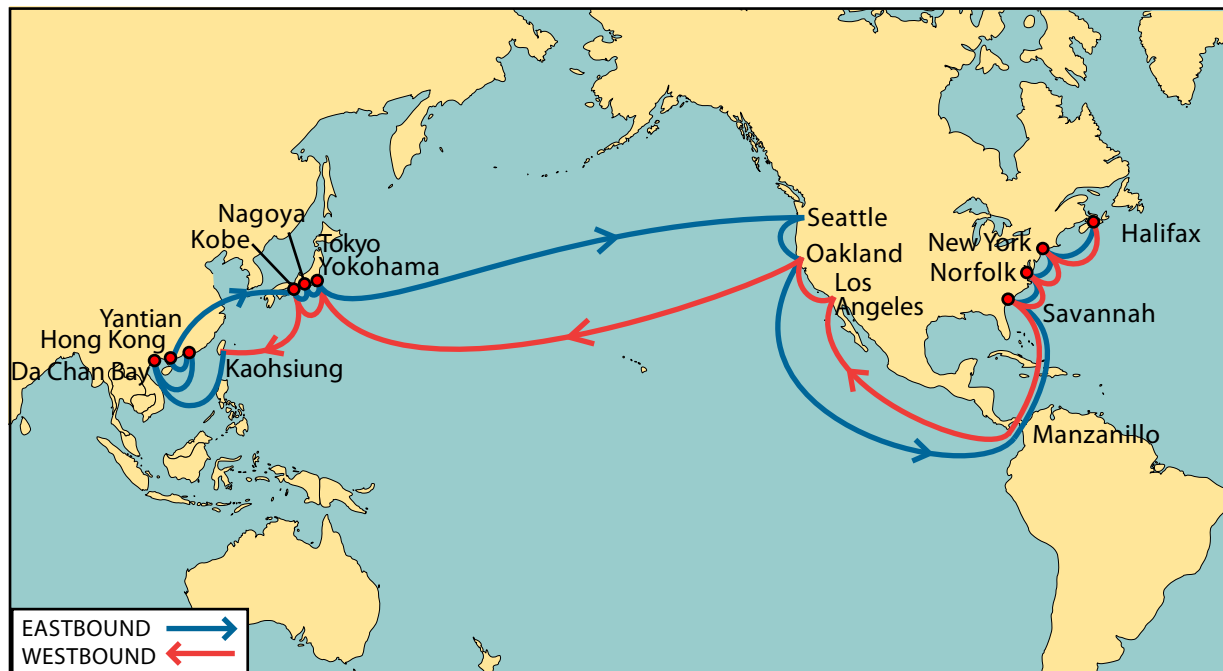 Nagoya
Kobe
Tokyo
Yokohama
Yantian
Hong Kong
Da Chan Bay
Kaohsiung
Seattle
Oakland
Los
Angeles
New York
Norfolk
Halifax
Savannah
Manzanillo
EASTBOUND
WESTBOUND